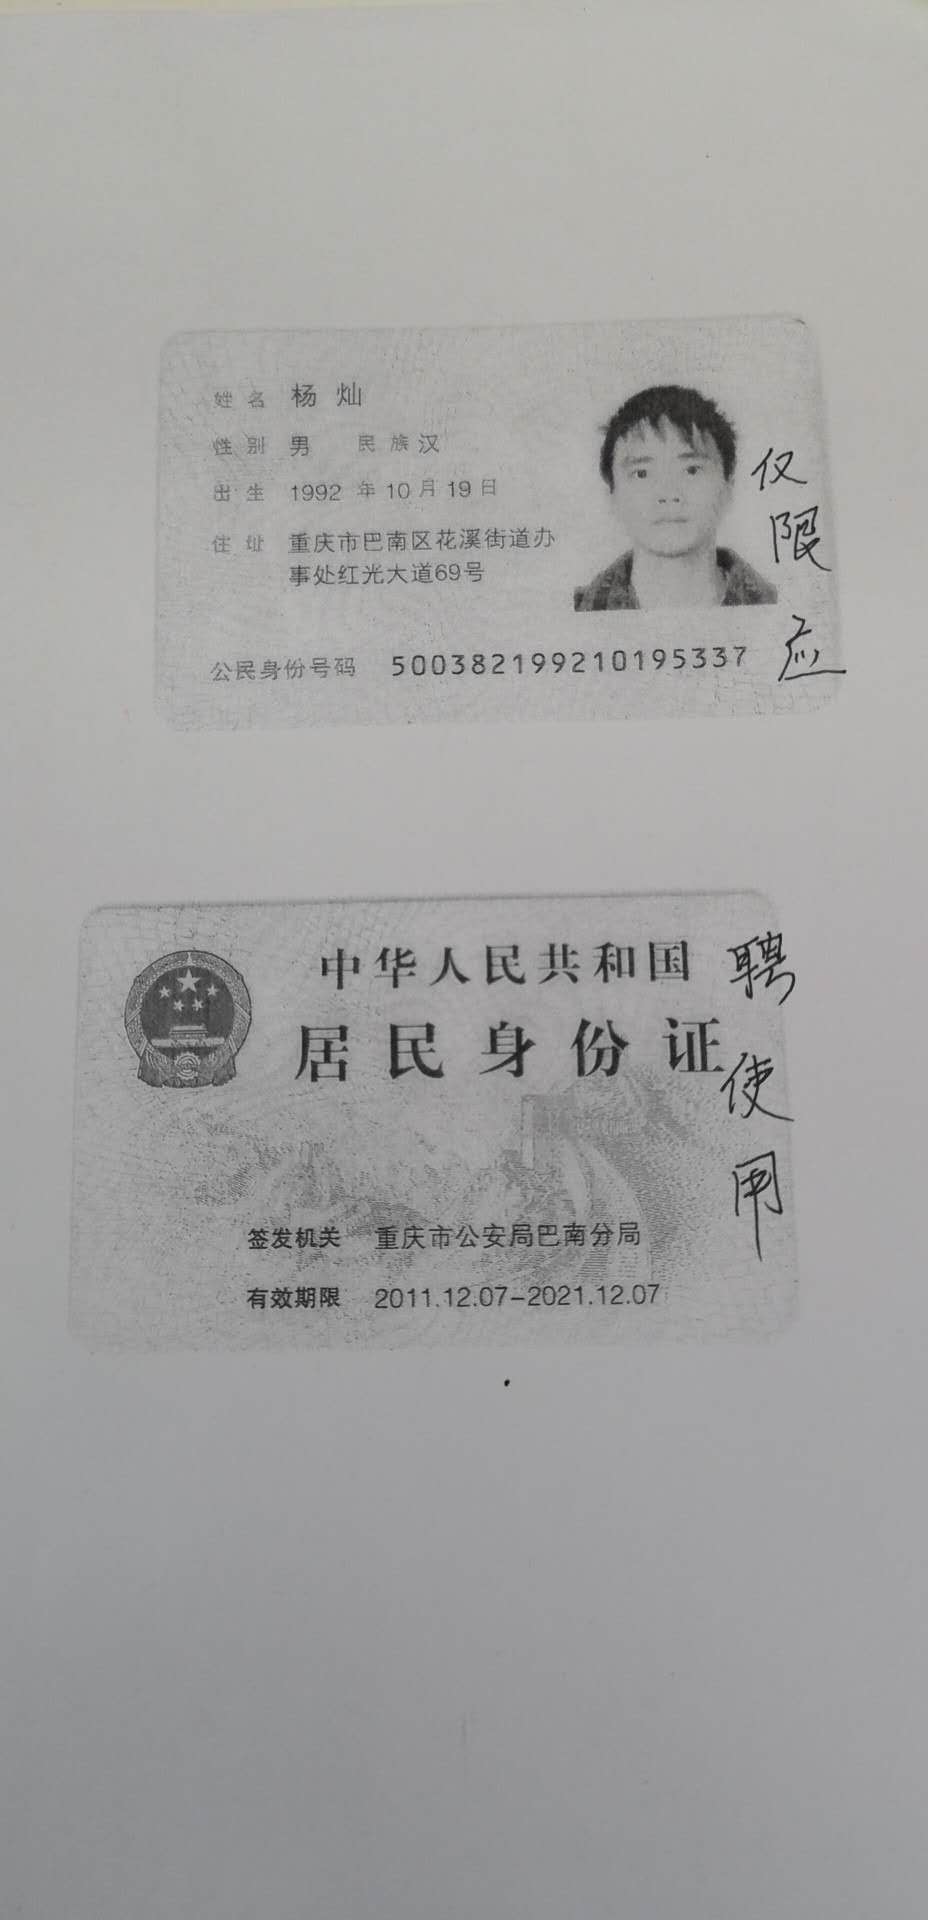 姓名 杨灿
性别 男 民族 汉
出生 1992 年 10 月 19 日
住址 重庆市巴南区花溪街道办
事处红光大道69号
公民身份号码 500382199210195337
仅
限
应
中华人民共和国
居民身份证
签发机关 重庆市公安局巴南分局
有效期限 2011.12.07-2021.12.07
聘
使
用